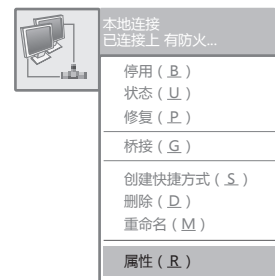 本地连接
已连接上 有防火...
停用（B）
状态（U）
修复（P）
桥接（G）
创建快捷方式（S）
删除（D）
重命名（M）
属性（R）